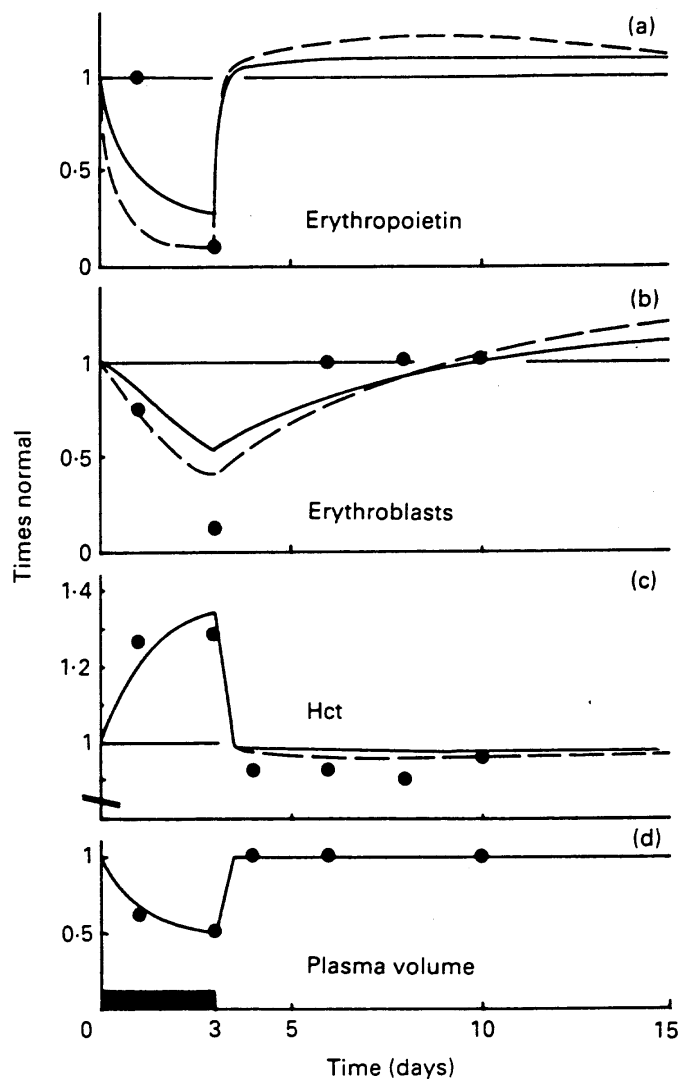 (a)
1
0·5
0
Erythropoietin
(b)
1
0·5
0
Erythroblasts
Times normal
(c)
1·4
1·2
1
Hct
(d)
1
0·5
Plasma volume
0 3 5 10 15
Time (days)